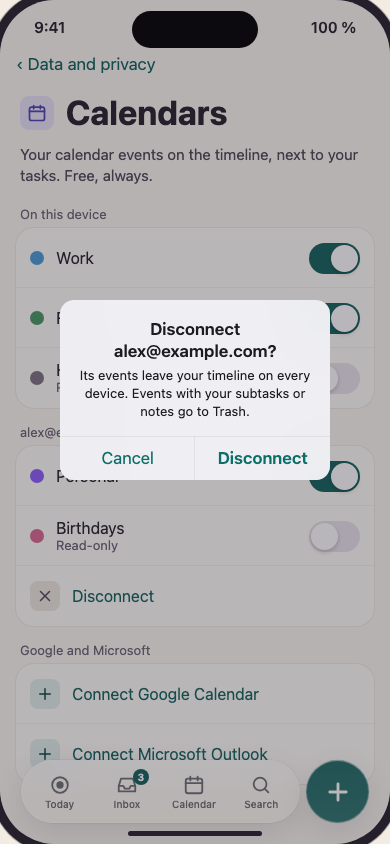 9:41
100 %
‹ Data and privacy
Calendars
Your calendar events on the timeline, next to your
tasks. Free, always.
On this device
Work
Disconnect
alex@example.com?
Its events leave your timeline on every
device. Events with your subtasks or
notes go to Trash.
Cancel
Disconnect
Birthdays
Read-only
Disconnect
Google and Microsoft
Connect Google Calendar
Connect Microsoft Outlook
3
Today
Inbox
Calendar
Search